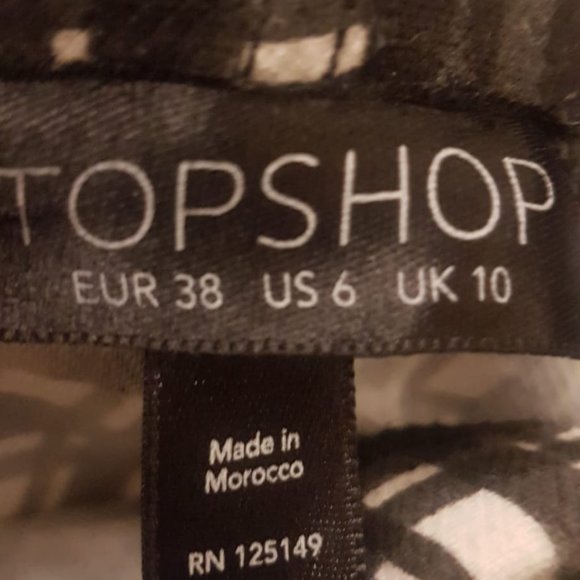 TOPSHOP
EUR 38 US 6 UK 10
Made in
Morocco
RN 125149